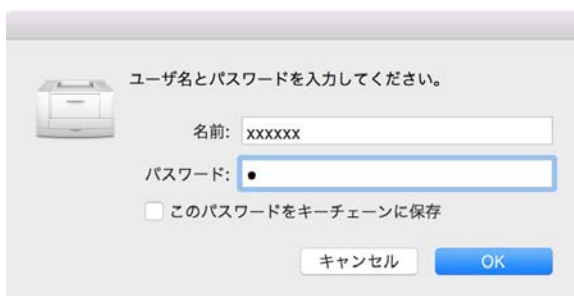 ユーザ名とパスワードを入力してください。
名前: xxxxxx
パスワード: ●
このパスワードをキーチェーンに保存
キャンセル OK